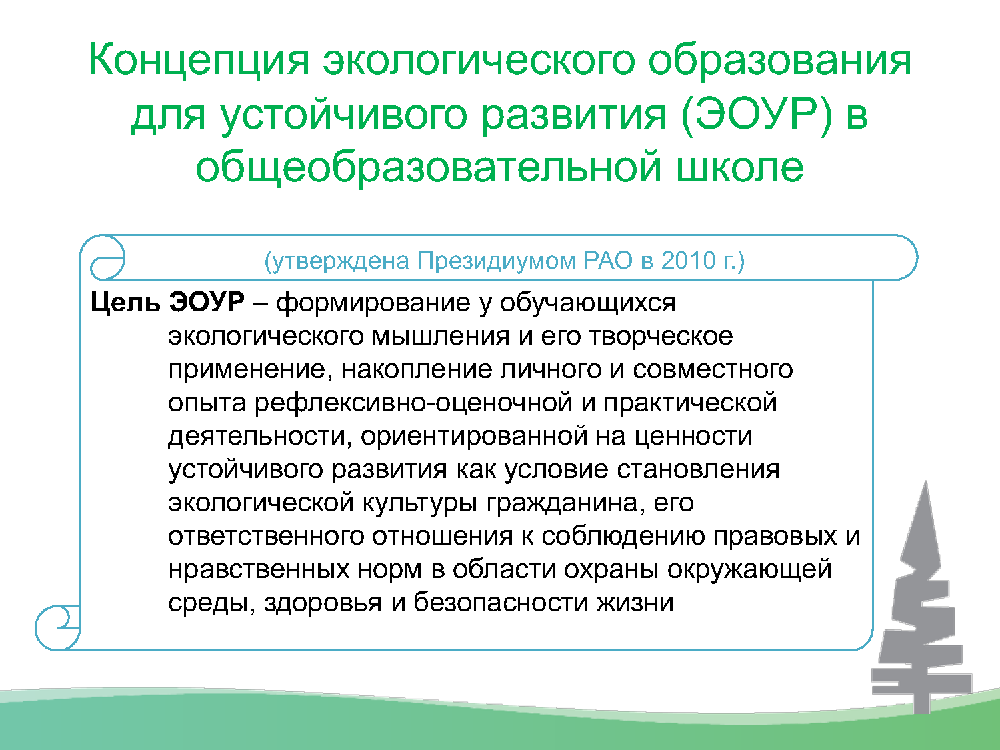 Концепция экологического образования
для устойчивого развития (ЭОУР) в
общеобразовательной школе
(утверждена Президиумом РАО в 2010 г.)
Цель ЭОУР – формирование у обучающихся
экологического мышления и его творческое
применение, накопление личного и совместного
опыта рефлексивно-оценочной и практической
деятельности, ориентированной на ценности
устойчивого развития как условие становления
экологической культуры гражданина, его
ответственного отношения к соблюдению правовых и
нравственных норм в области охраны окружающей
среды, здоровья и безопасности жизни